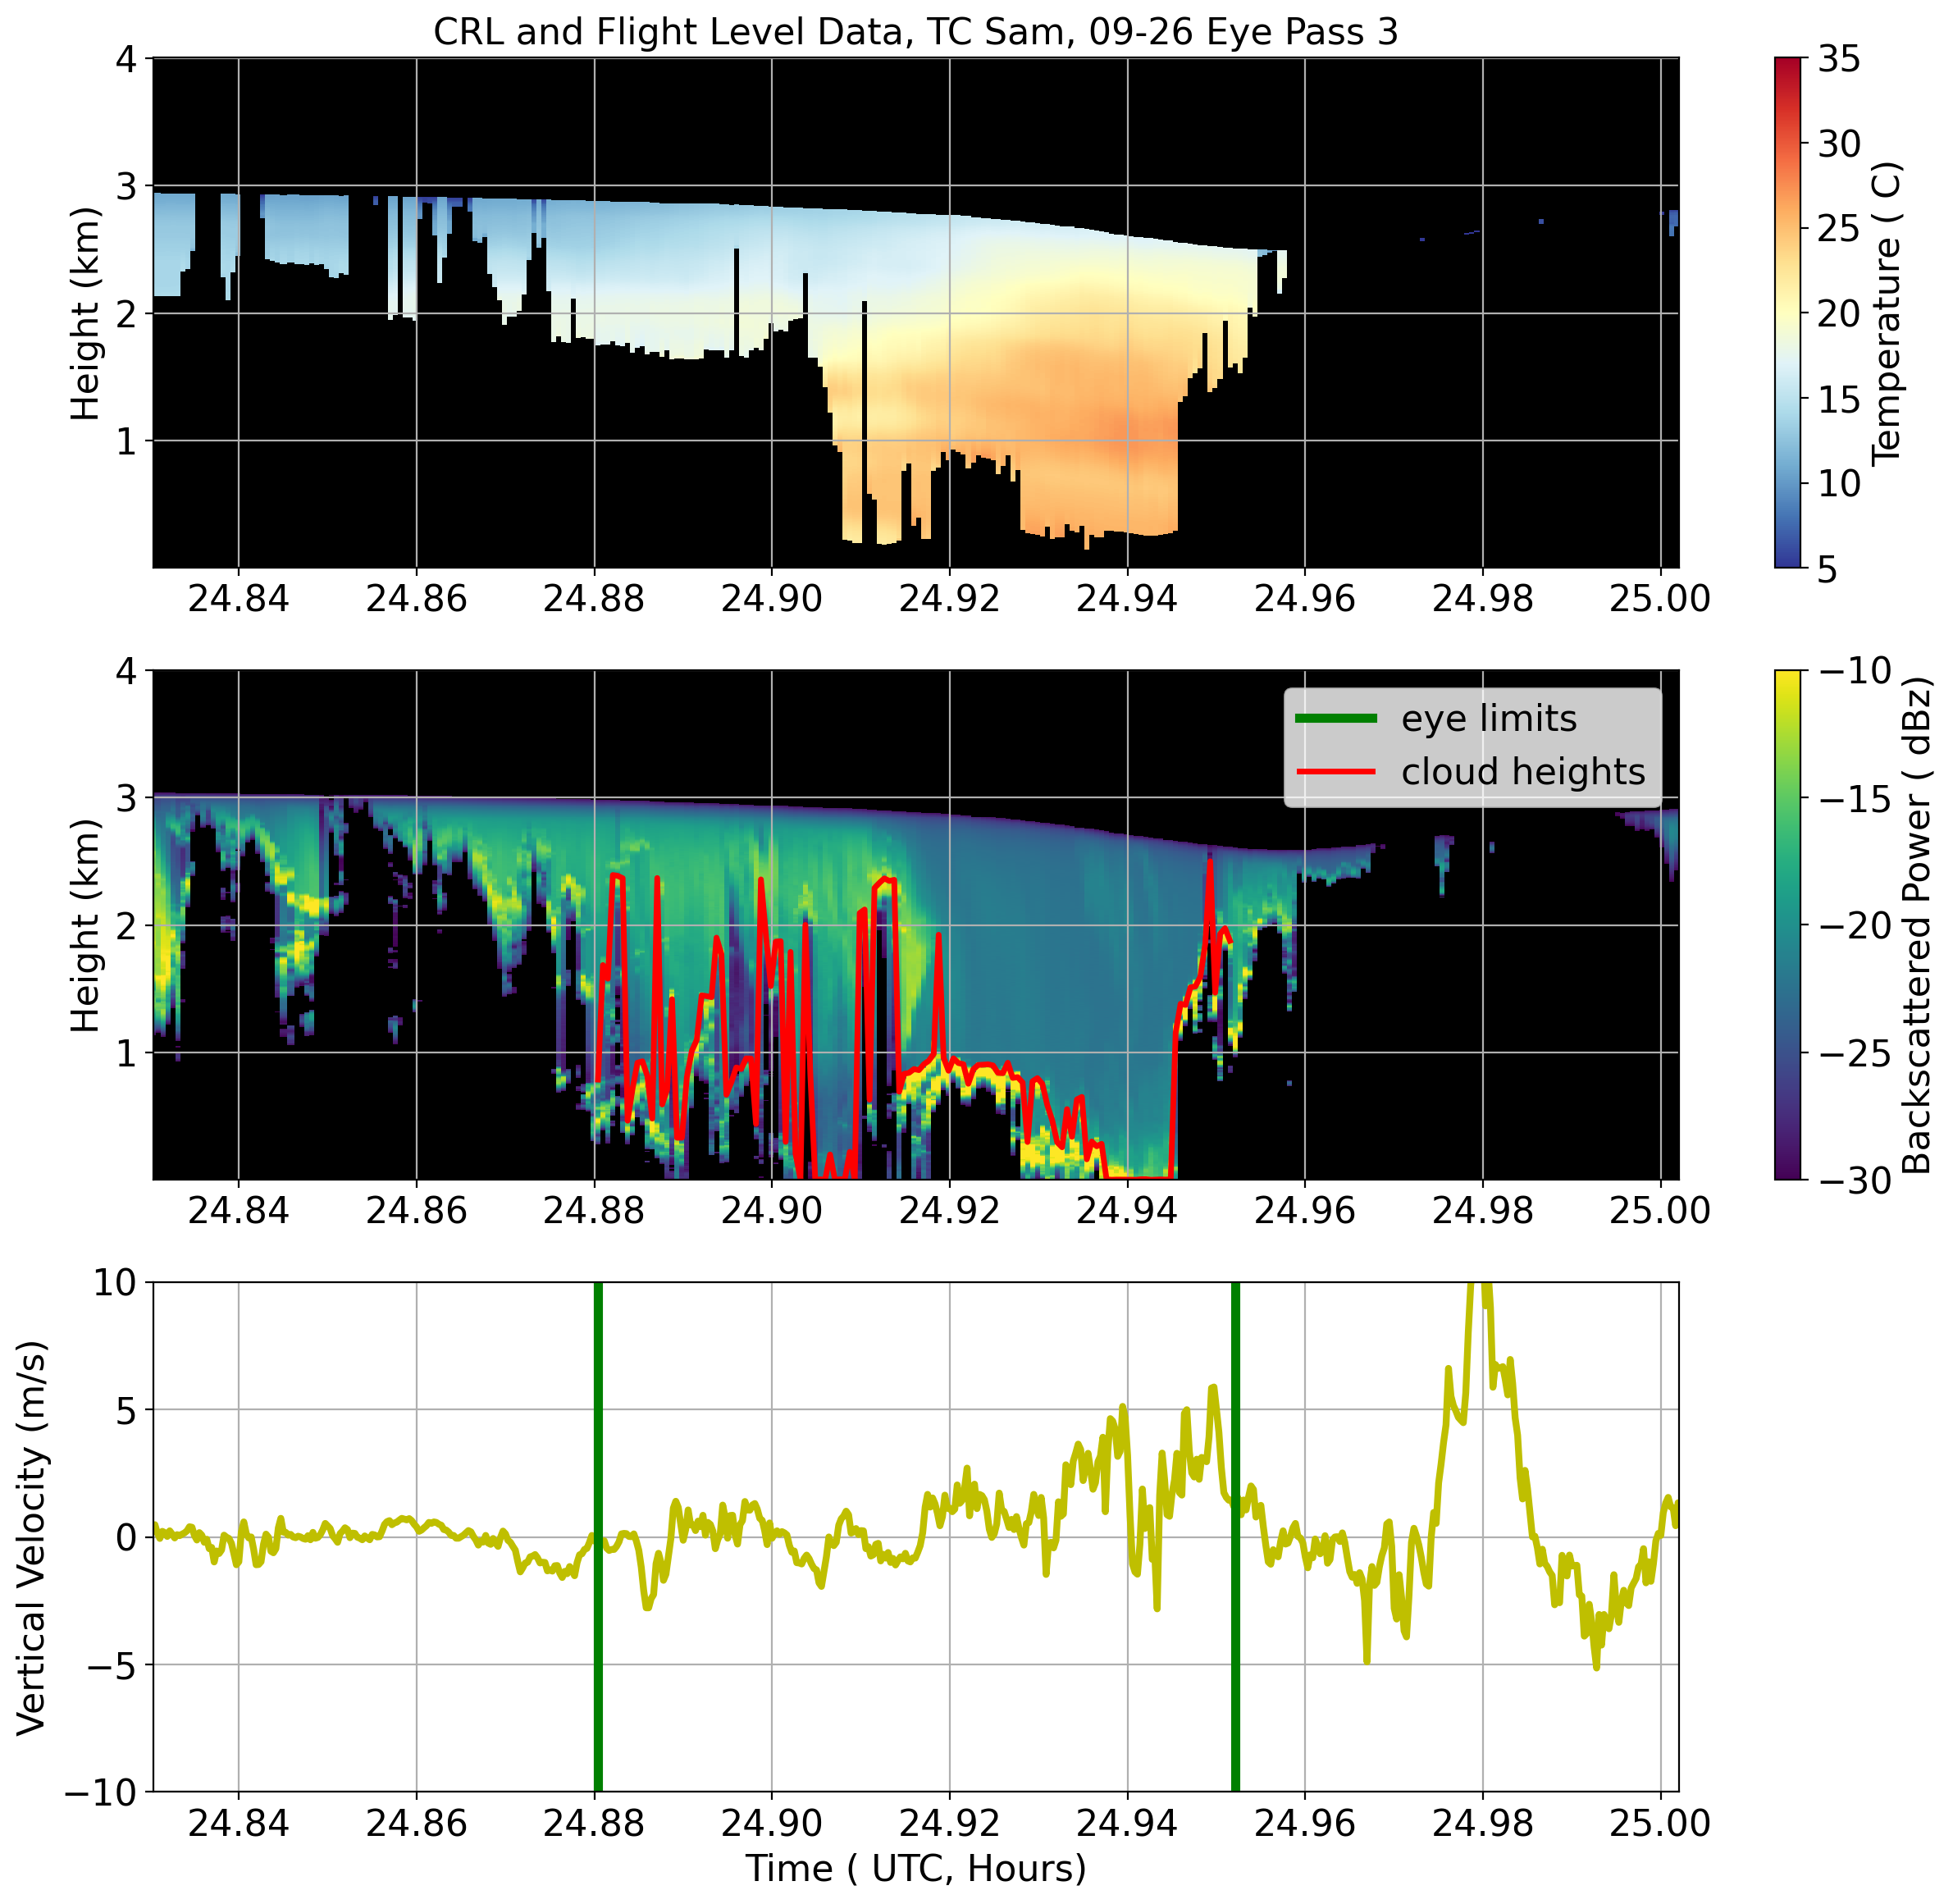 CRL and Flight Level Data, TC Sam, 09-26 Eye Pass 3
4
3
2
1
Height (km)
24.84 24.86 24.88 24.90 24.92 24.94 24.96 24.98 25.00
35
30
25
20
15
10
5
Temperature ( C)
4
3
2
1
Height (km)
eye limits
cloud heights
24.84 24.86 24.88 24.90 24.92 24.94 24.96 24.98 25.00
−10
−15
−20
−25
−30
Backscattered Power ( dBz)
10
5
0
−5
−10
Vertical Velocity (m/s)
24.84 24.86 24.88 24.90 24.92 24.94 24.96 24.98 25.00
Time ( UTC, Hours)